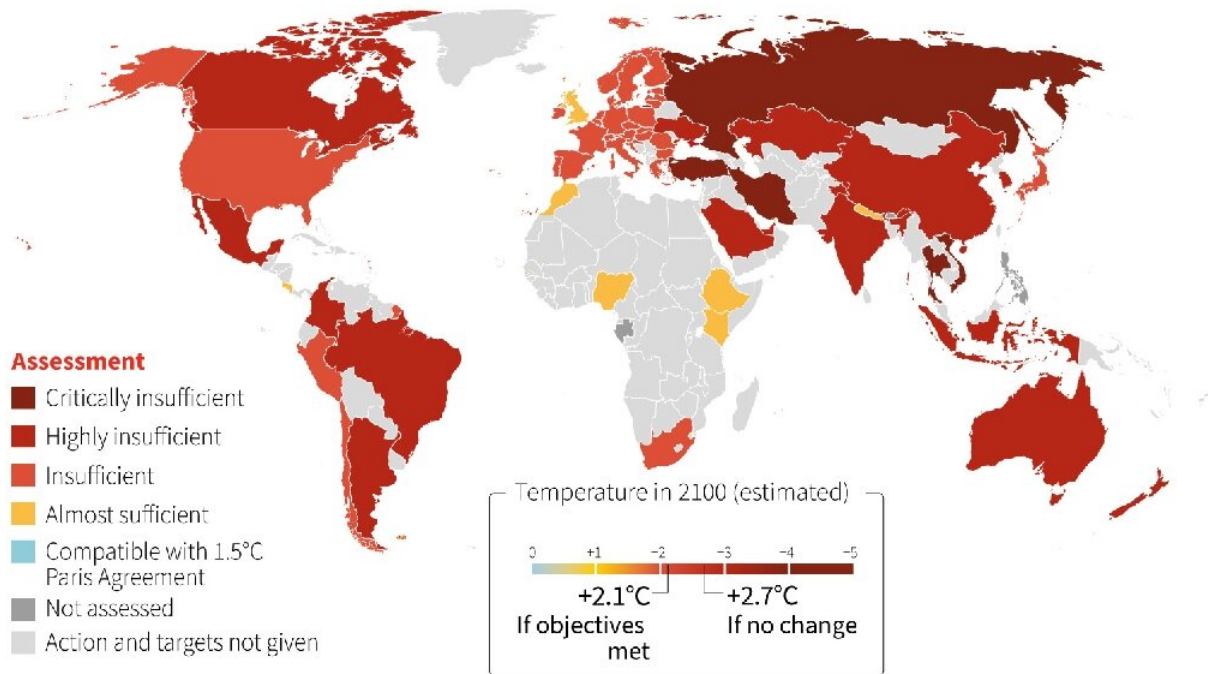 Assessment
Critically insufficient
Highly insufficient
Insufficient
Almost sufficient
Compatible with 1.5°C
Paris Agreement
Not assessed
Action and targets not given
Temperature in 2100 (estimated)
0 +1 −2 −3 −4 −5
+2.1°C +2.7°C
If objectives If no change
met